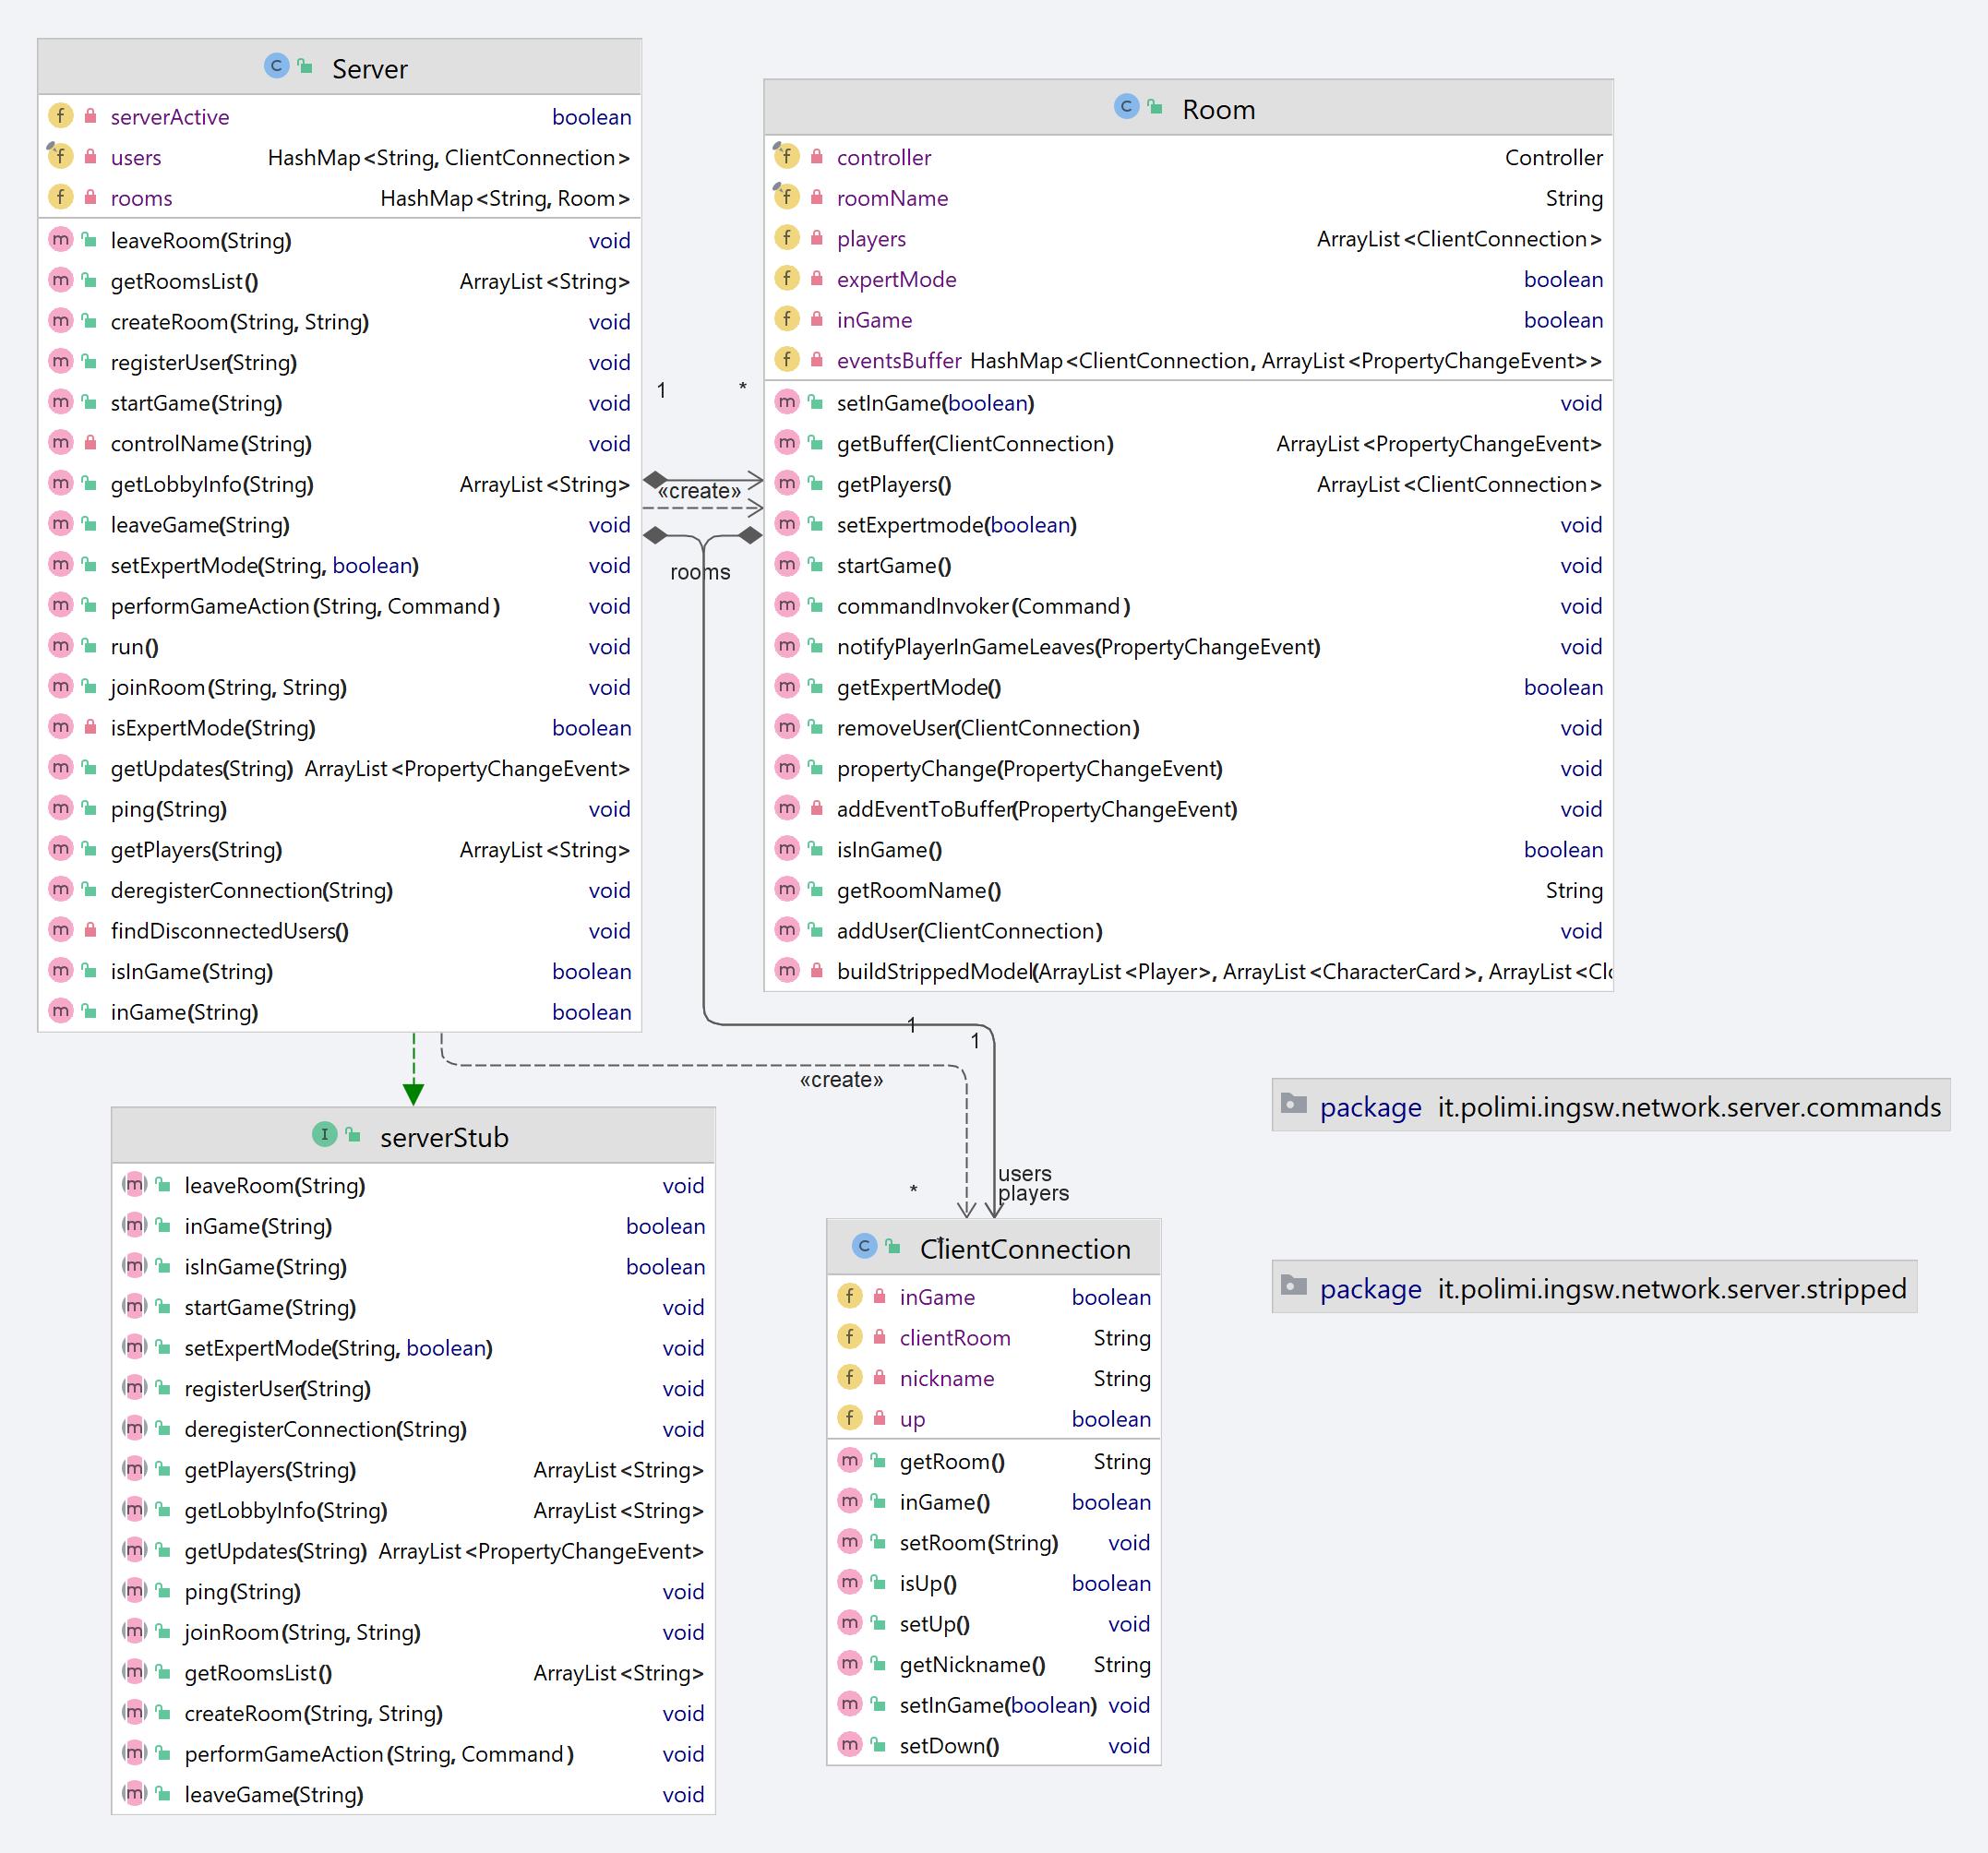 Server
serverActive boolean
users HashMap<String, ClientConnection>
rooms HashMap<String, Room>
leaveRoom(String) void
getRoomsList() ArrayList<String>
createRoom(String, String) void
registerUser(String) void
startGame(String) void
controlName(String) void
getLobbyInfo(String) ArrayList<String>
leaveGame(String) void
setExpertMode(String, boolean) void
performGameAction(String, Command) void
run() void
joinRoom(String, String) void
isExpertMode(String) boolean
getUpdates(String) ArrayList<PropertyChangeEvent>
ping(String) void
getPlayers(String) ArrayList<String>
deregisterConnection(String) void
findDisconnectedUsers() void
isInGame(String) boolean
inGame(String) boolean
Room
controller Controller
roomName String
players ArrayList<ClientConnection>
expertMode boolean
inGame boolean
eventsBuffer HashMap<ClientConnection, ArrayList<PropertyChangeEvent>>
setInGame(boolean) void
getBuffer(ClientConnection) ArrayList<PropertyChangeEvent>
getPlayers() ArrayList<ClientConnection>
setExpertmode(boolean) void
startGame() void
commandInvoker(Command) void
notifyPlayerInGameLeaves(PropertyChangeEvent) void
getExpertMode() boolean
removeUser(ClientConnection) void
propertyChange(PropertyChangeEvent) void
addEventToBuffer(PropertyChangeEvent) void
isInGame() boolean
getRoomName() String
addUser(ClientConnection) void
buildStrippedModel(ArrayList<Player>, ArrayList<CharacterCard>, ArrayList<Clo
1 *
«create»
rooms
1
1
«create»
users
* players
serverStub
leaveRoom(String) void
inGame(String) boolean
isInGame(String) boolean
startGame(String) void
setExpertMode(String, boolean) void
registerUser(String) void
deregisterConnection(String) void
getPlayers(String) ArrayList<String>
getLobbyInfo(String) ArrayList<String>
getUpdates(String) ArrayList<PropertyChangeEvent>
ping(String) void
joinRoom(String, String) void
getRoomsList() ArrayList<String>
createRoom(String, String) void
performGameAction(String, Command) void
leaveGame(String) void
*
ClientConnection
inGame boolean
clientRoom String
nickname String
up boolean
getRoom() String
inGame() boolean
setRoom(String) void
isUp() boolean
setUp() void
getNickname() String
setInGame(boolean) void
setDown() void
package it.polimi.ingsw.network.server.commands
package it.polimi.ingsw.network.server.stripped